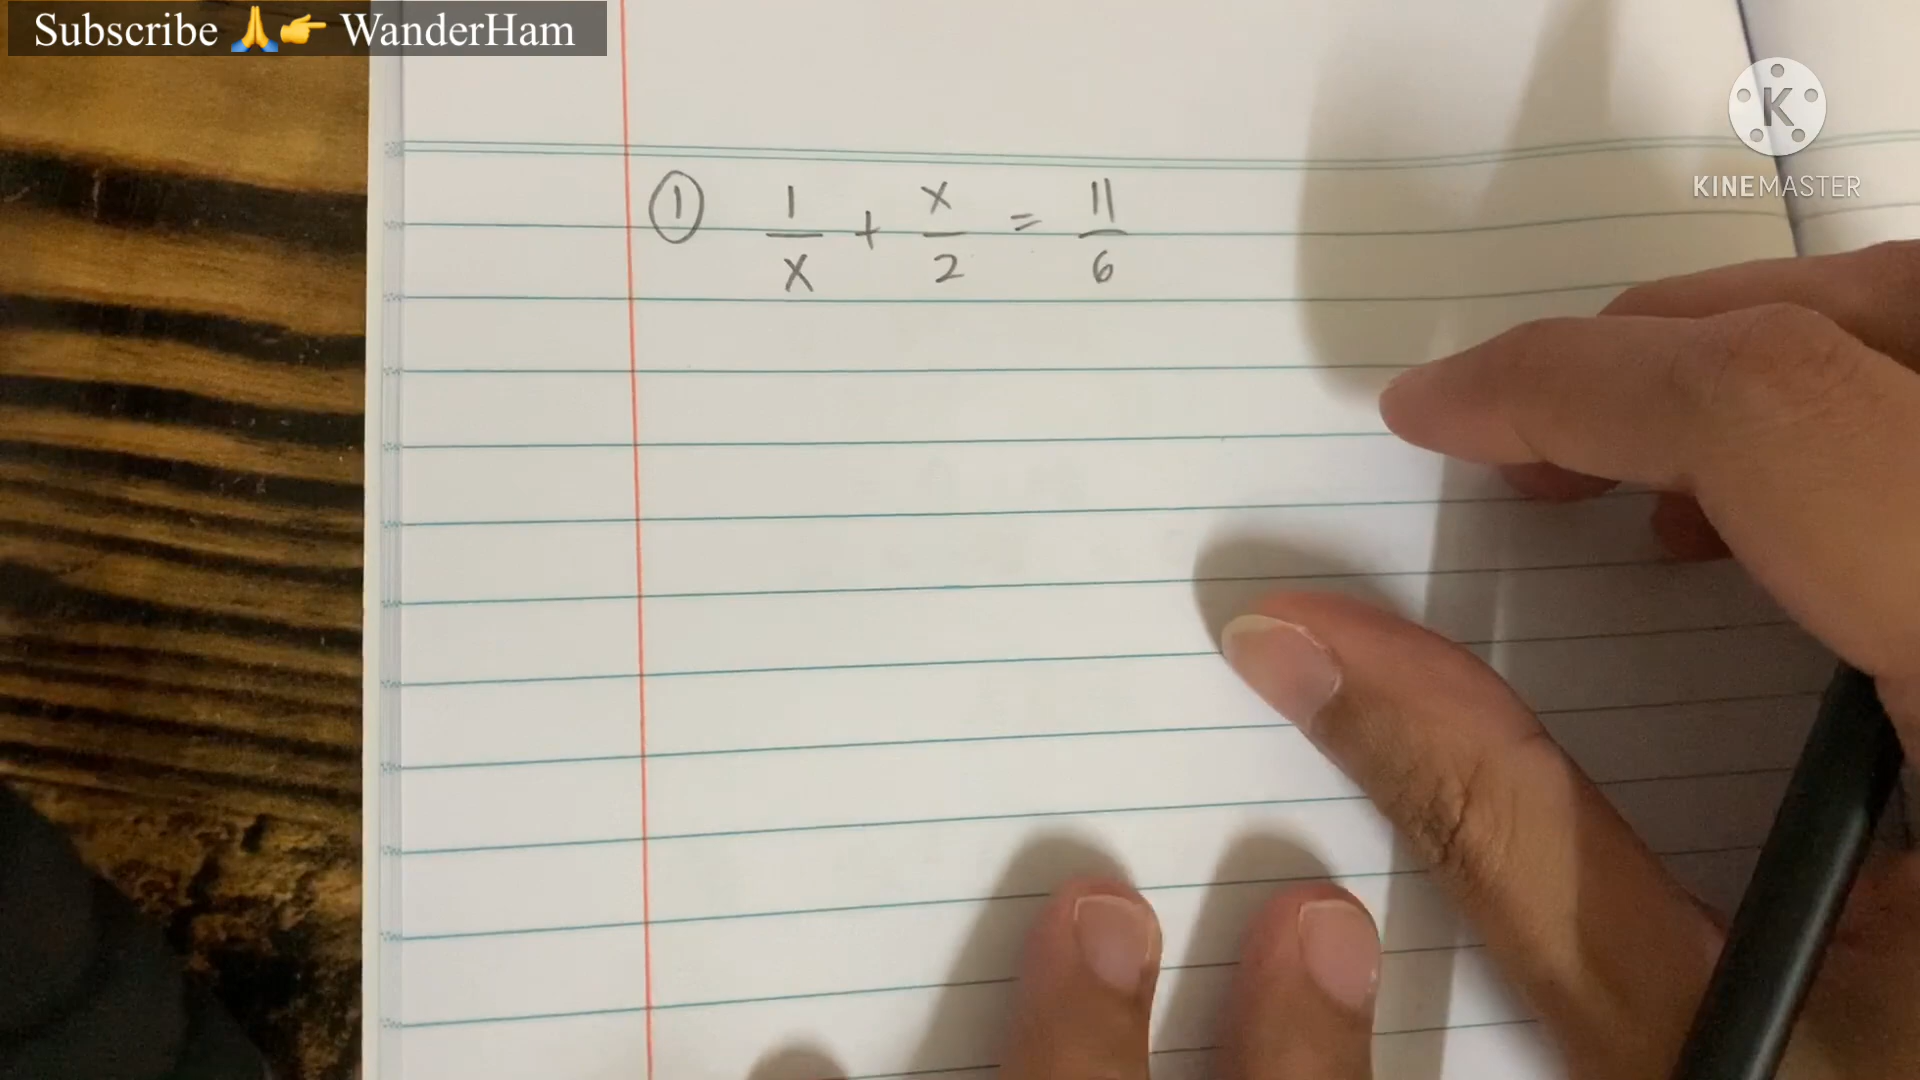 Subscribe 🙏👉 WanderHam
K
KINEMASTER
① 1/x + x/2 = 11/6